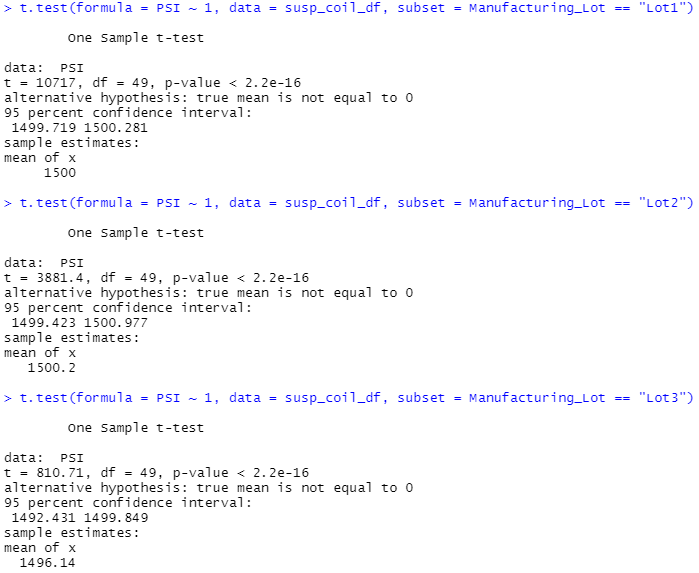 > t.test(formula = PSI ~ 1, data = susp_coil_df, subset = Manufacturing_Lot == "Lot1")
One Sample t-test
data:  PSI
t = 10717, df = 49, p-value < 2.2e-16
alternative hypothesis: true mean is not equal to 0
95 percent confidence interval:
1499.719 1500.281
sample estimates:
mean of x
1500
> t.test(formula = PSI ~ 1, data = susp_coil_df, subset = Manufacturing_Lot == "Lot2")
One Sample t-test
data:  PSI
t = 3881.4, df = 49, p-value < 2.2e-16
alternative hypothesis: true mean is not equal to 0
95 percent confidence interval:
1499.423 1500.977
sample estimates:
mean of x
1500.2
> t.test(formula = PSI ~ 1, data = susp_coil_df, subset = Manufacturing_Lot == "Lot3")
One Sample t-test
data:  PSI
t = 810.71, df = 49, p-value < 2.2e-16
alternative hypothesis: true mean is not equal to 0
95 percent confidence interval:
1492.431 1499.849
sample estimates:
mean of x
1496.14